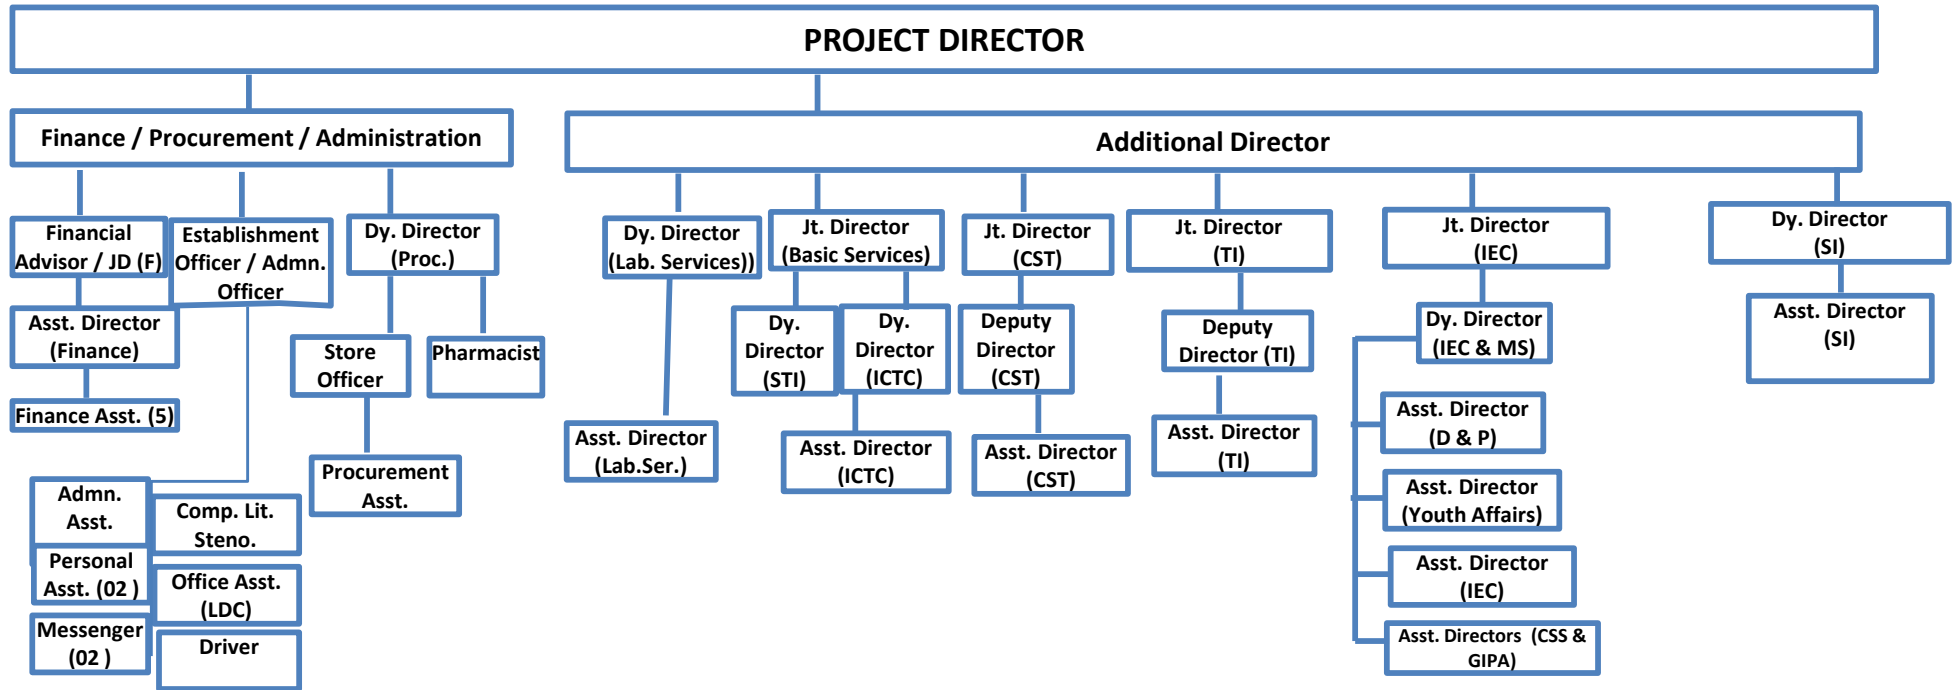 PROJECT DIRECTOR
Finance / Procurement / Administration
Additional Director
Financial
Advisor / JD (F)
Establishment
Officer / Admn.
Officer
Dy. Director
(Proc.)
Dy. Director
(Lab. Services))
Jt. Director
(Basic Services)
Jt. Director
(CST)
Jt. Director
(TI)
Jt. Director
(IEC)
Dy. Director
(SI)
Asst. Director
(Finance)
Store
Officer
Pharmacist
Dy.
Director
(STI)
Dy.
Director
(ICTC)
Deputy
Director
(CST)
Deputy
Director (TI)
Dy. Director
(IEC & MS)
Asst. Director
(SI)
Finance Asst. (5)
Procurement
Asst.
Asst. Director
(Lab.Ser.)
Asst. Director
(ICTC)
Asst. Director
(CST)
Asst. Director
(TI)
Asst. Director
(D & P)
Asst. Director
(Youth Affairs)
Asst. Director
(IEC)
Asst. Directors (CSS &
GIPA)
Admn.
Asst.
Comp. Lit.
Steno.
Personal
Asst. (02 )
Office Asst.
(LDC)
Messenger
(02 )
Driver